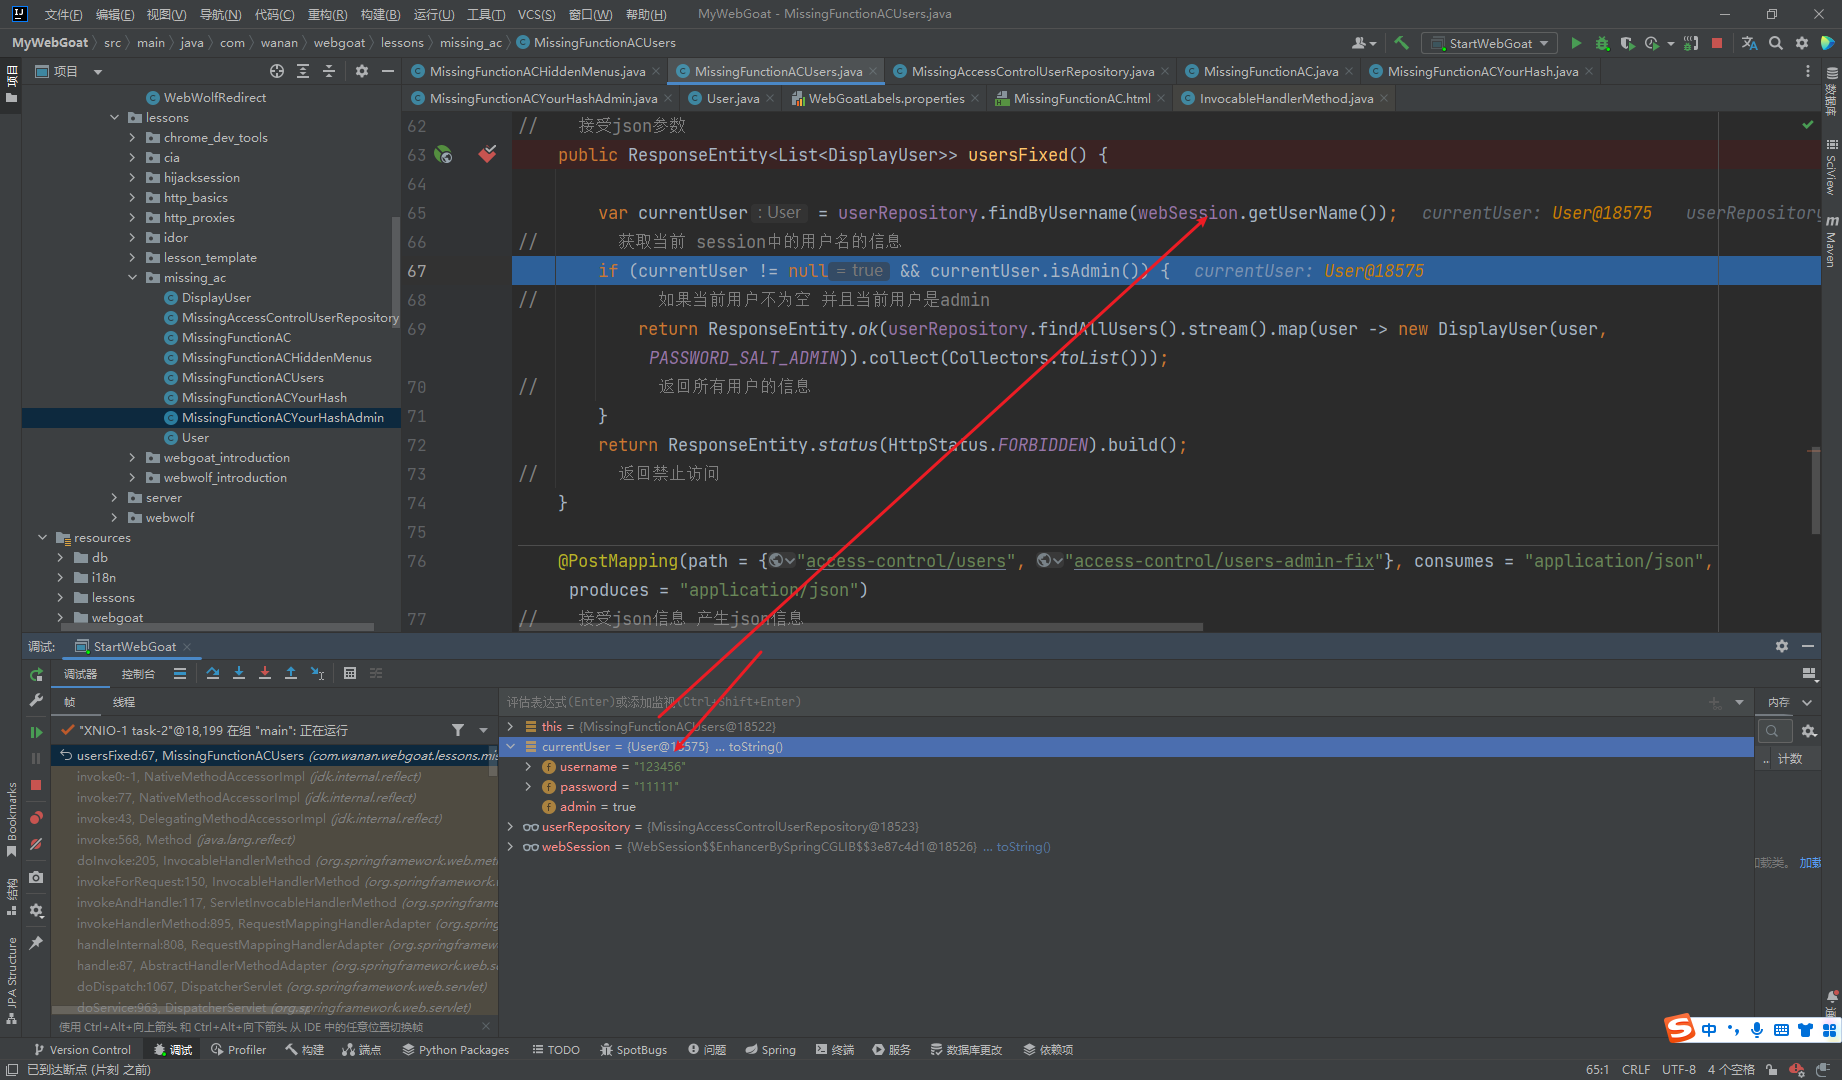 文件(F) 编辑(E) 视图(V) 导航(N) 代码(C) 重构(R) 构建(B) 运行(U) 工具(T) VCS(S) 窗口(W) 帮助(H) MyWebGoat - MissingFunctionACUsers.java
MyWebGoat src main java com wanan webgoat lessons missing_ac MissingFunctionACUsers
StartWebGoat
项目
MissingFunctionACHiddenMenus.java MissingFunctionACUsers.java MissingAccessControlUserRepository.java MissingFunctionAC.java MissingFunctionACYourHash.java
MissingFunctionACYourHashAdmin.java User.java WebGoatLabels.properties MissingFunctionAC.html InvocableHandlerMethod.java
项目
WebWolfRedirect
lessons
chrome_dev_tools
cia
hijacksession
http_basics
http_proxies
idor
lesson_template
missing_ac
DisplayUser
MissingAccessControlUserRepository
MissingFunctionAC
MissingFunctionACHiddenMenus
MissingFunctionACUsers
MissingFunctionACYourHash
MissingFunctionACYourHashAdmin
User
webgoat_introduction
webwolf_introduction
server
webwolf
resources
db
i18n
lessons
webgoat
62 // 接受json参数
63 public ResponseEntity<List<DisplayUser>> usersFixed() {
64
65 var currentUser : User = userRepository.findByUsername(webSession.getUserName()); currentUser: User@18575 userRepository
66 // 获取当前 session中的用户名的信息
67 if (currentUser != null = true && currentUser.isAdmin()) { currentUser: User@18575
68 // 如果当前用户不为空 并且当前用户是admin
69 return ResponseEntity.ok(userRepository.findAllUsers().stream().map(user -> new DisplayUser(user,
PASSWORD_SALT_ADMIN)).collect(Collectors.toList()));
70 // 返回所有用户的信息
71 }
72 return ResponseEntity.status(HttpStatus.FORBIDDEN).build();
73 // 返回禁止访问
74 }
75
76 @PostMapping(path = {"access-control/users", "access-control/users-admin-fix"}, consumes = "application/json",
produces = "application/json")
77 // 接受json信息 产生json信息
数据库
SciView
Maven
调试: StartWebGoat
调试器 控制台
帧 线程
"XNIO-1 task-2"@18,199 在组 "main": 正在运行
usersFixed:67, MissingFunctionACUsers (com.wanan.webgoat.lessons.mis
invoke0:-1, NativeMethodAccessorImpl (jdk.internal.reflect)
invoke:77, NativeMethodAccessorImpl (jdk.internal.reflect)
invoke:43, DelegatingMethodAccessorImpl (jdk.internal.reflect)
invoke:568, Method (java.lang.reflect)
doInvoke:205, InvocableHandlerMethod (org.springframework.web.met
invokeForRequest:150, InvocableHandlerMethod (org.springframework.w
invokeAndHandle:117, ServletInvocableHandlerMethod (org.springframe
invokeHandlerMethod:895, RequestMappingHandlerAdapter (org.springf
handleInternal:808, RequestMappingHandlerAdapter (org.springframew
handle:87, AbstractHandlerMethodAdapter (org.springframework.web.s
doDispatch:1067, DispatcherServlet (org.springframework.web.servlet)
doService:963, DispatcherServlet (org.springframework.web.servlet)
使用 Ctrl+Alt+向上箭头 和 Ctrl+Alt+向下箭头 从 IDE 中的任意位置切换帧
评估表达式(Enter)或添加监视(Ctrl+Shift+Enter)
this = {MissingFunctionACUsers@18522}
currentUser = {User@18575} ... toString()
username = "123456"
password = "11111"
admin = true
userRepository = {MissingAccessControlUserRepository@18523}
webSession = {WebSession$$EnhancerBySpringCGLIB$$3e87c4d1@18526} ... toString()
内存
.. 计数
加载类。 加载
Bookmarks
结构
JPA Structure
中
Version Control 调试 Profiler 构建 端点 Python Packages TODO SpotBugs 问题 Spring 终端 服务 数据库更改 依赖项
已到达断点 (片刻 之前) 65:1 CRLF UTF-8 4 个空格